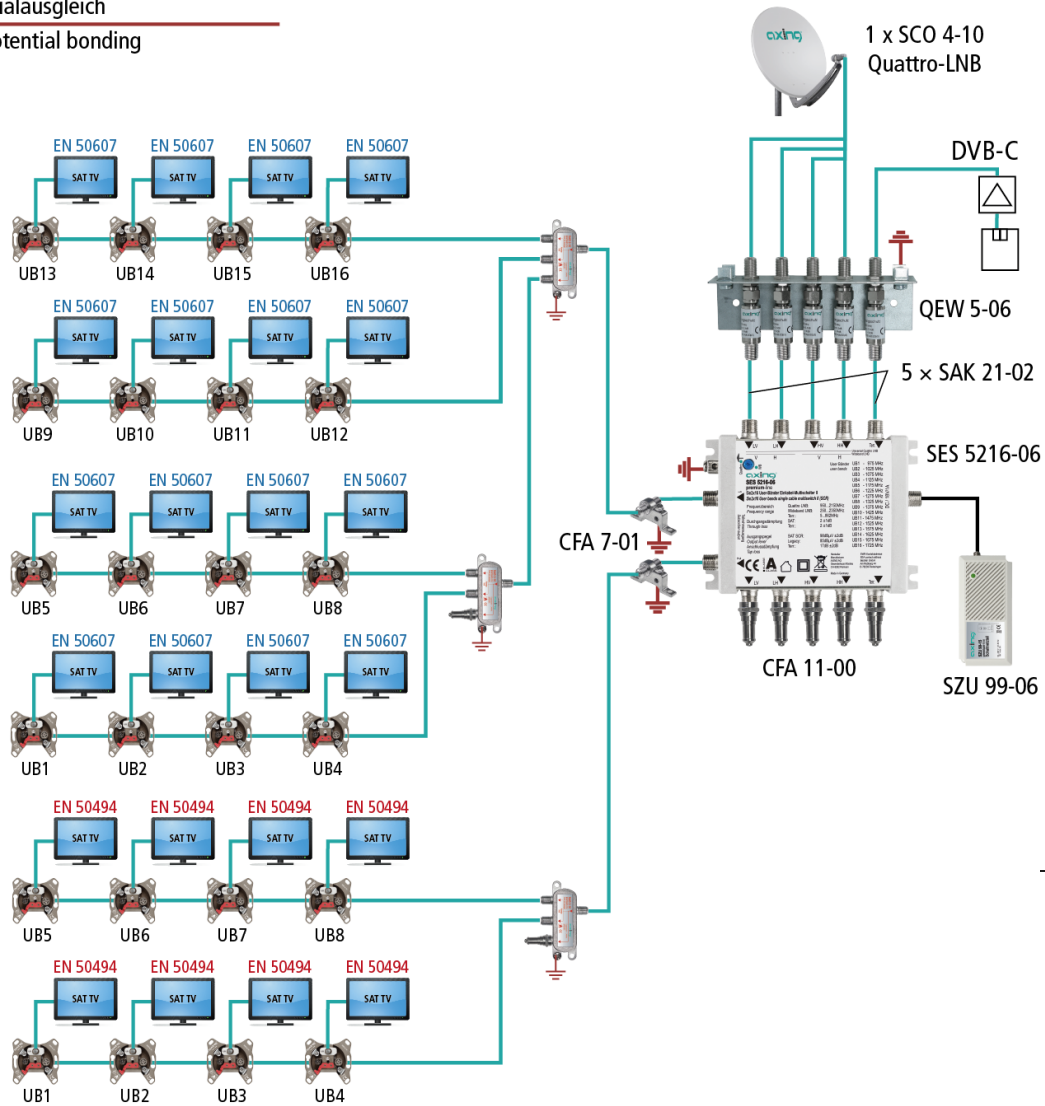 ialausgleich
otential bonding
axing
1 x SCO 4-10
Quattro-LNB
DVB-C
EN 50607 EN 50607 EN 50607 EN 50607
SAT TV SAT TV SAT TV SAT TV
UB13 UB14 UB15 UB16
QEW 5-06
EN 50607 EN 50607 EN 50607 EN 50607
SAT TV SAT TV SAT TV SAT TV
UB9 UB10 UB11 UB12
5 × SAK 21-02
SES 5216-06
axing
SES 5216-06
premium-line
CFA 7-01
EN 50607 EN 50607 EN 50607 EN 50607
SAT TV SAT TV SAT TV SAT TV
UB5 UB6 UB7 UB8
CFA 11-00
SZU 99-06
EN 50607 EN 50607 EN 50607 EN 50607
SAT TV SAT TV SAT TV SAT TV
UB1 UB2 UB3 UB4
EN 50494 EN 50494 EN 50494 EN 50494
SAT TV SAT TV SAT TV SAT TV
UB5 UB6 UB7 UB8
EN 50494 EN 50494 EN 50494 EN 50494
SAT TV SAT TV SAT TV SAT TV
UB1 UB2 UB3 UB4